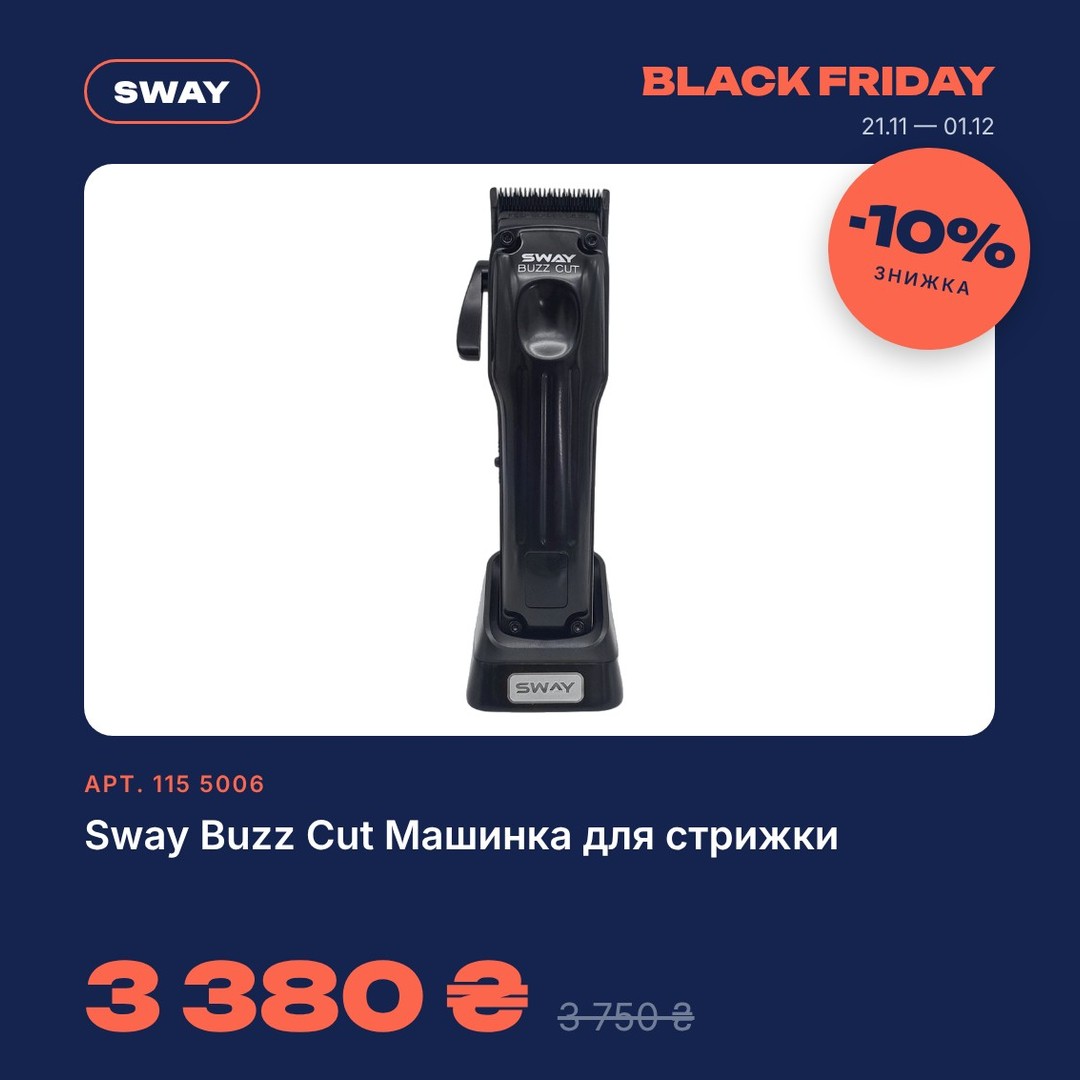 SWAY
BLACK FRIDAY
21.11 — 01.12
-10%
ЗНИЖКА
SWAY
BUZZ CUT
SWAY
АРТ. 115 5006
Sway Buzz Cut Машинка для стрижки
3 380 ₴
3 750 ₴